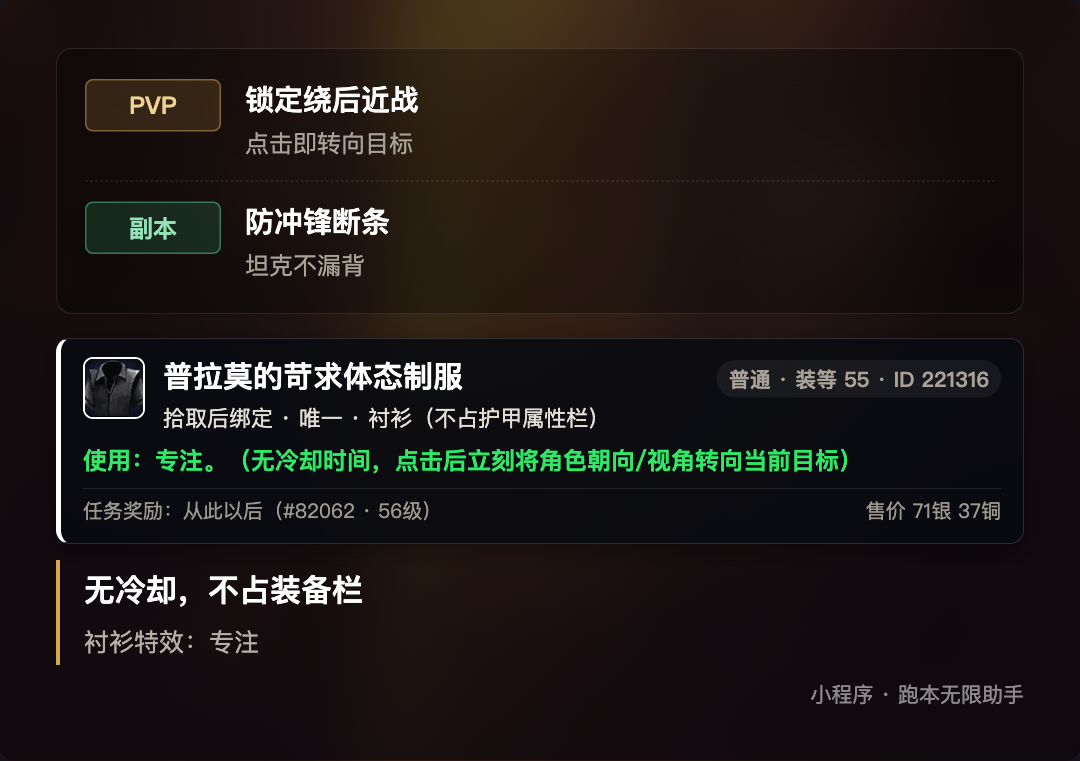 PVP
锁定绕后近战
点击即转向目标
副本
防冲锋断条
坦克不漏背
普拉莫的苛求体态制服
普通 · 装等 55 · ID 221316
拾取后绑定 · 唯一 · 衬衫（不占护甲属性栏）
使用：专注。（无冷却时间，点击后立刻将角色朝向/视角转向当前目标）
任务奖励：从此以后（#82062 · 56级）
售价 71银 37铜
无冷却，不占装备栏
衬衫特效：专注
小程序 · 跑本无限助手